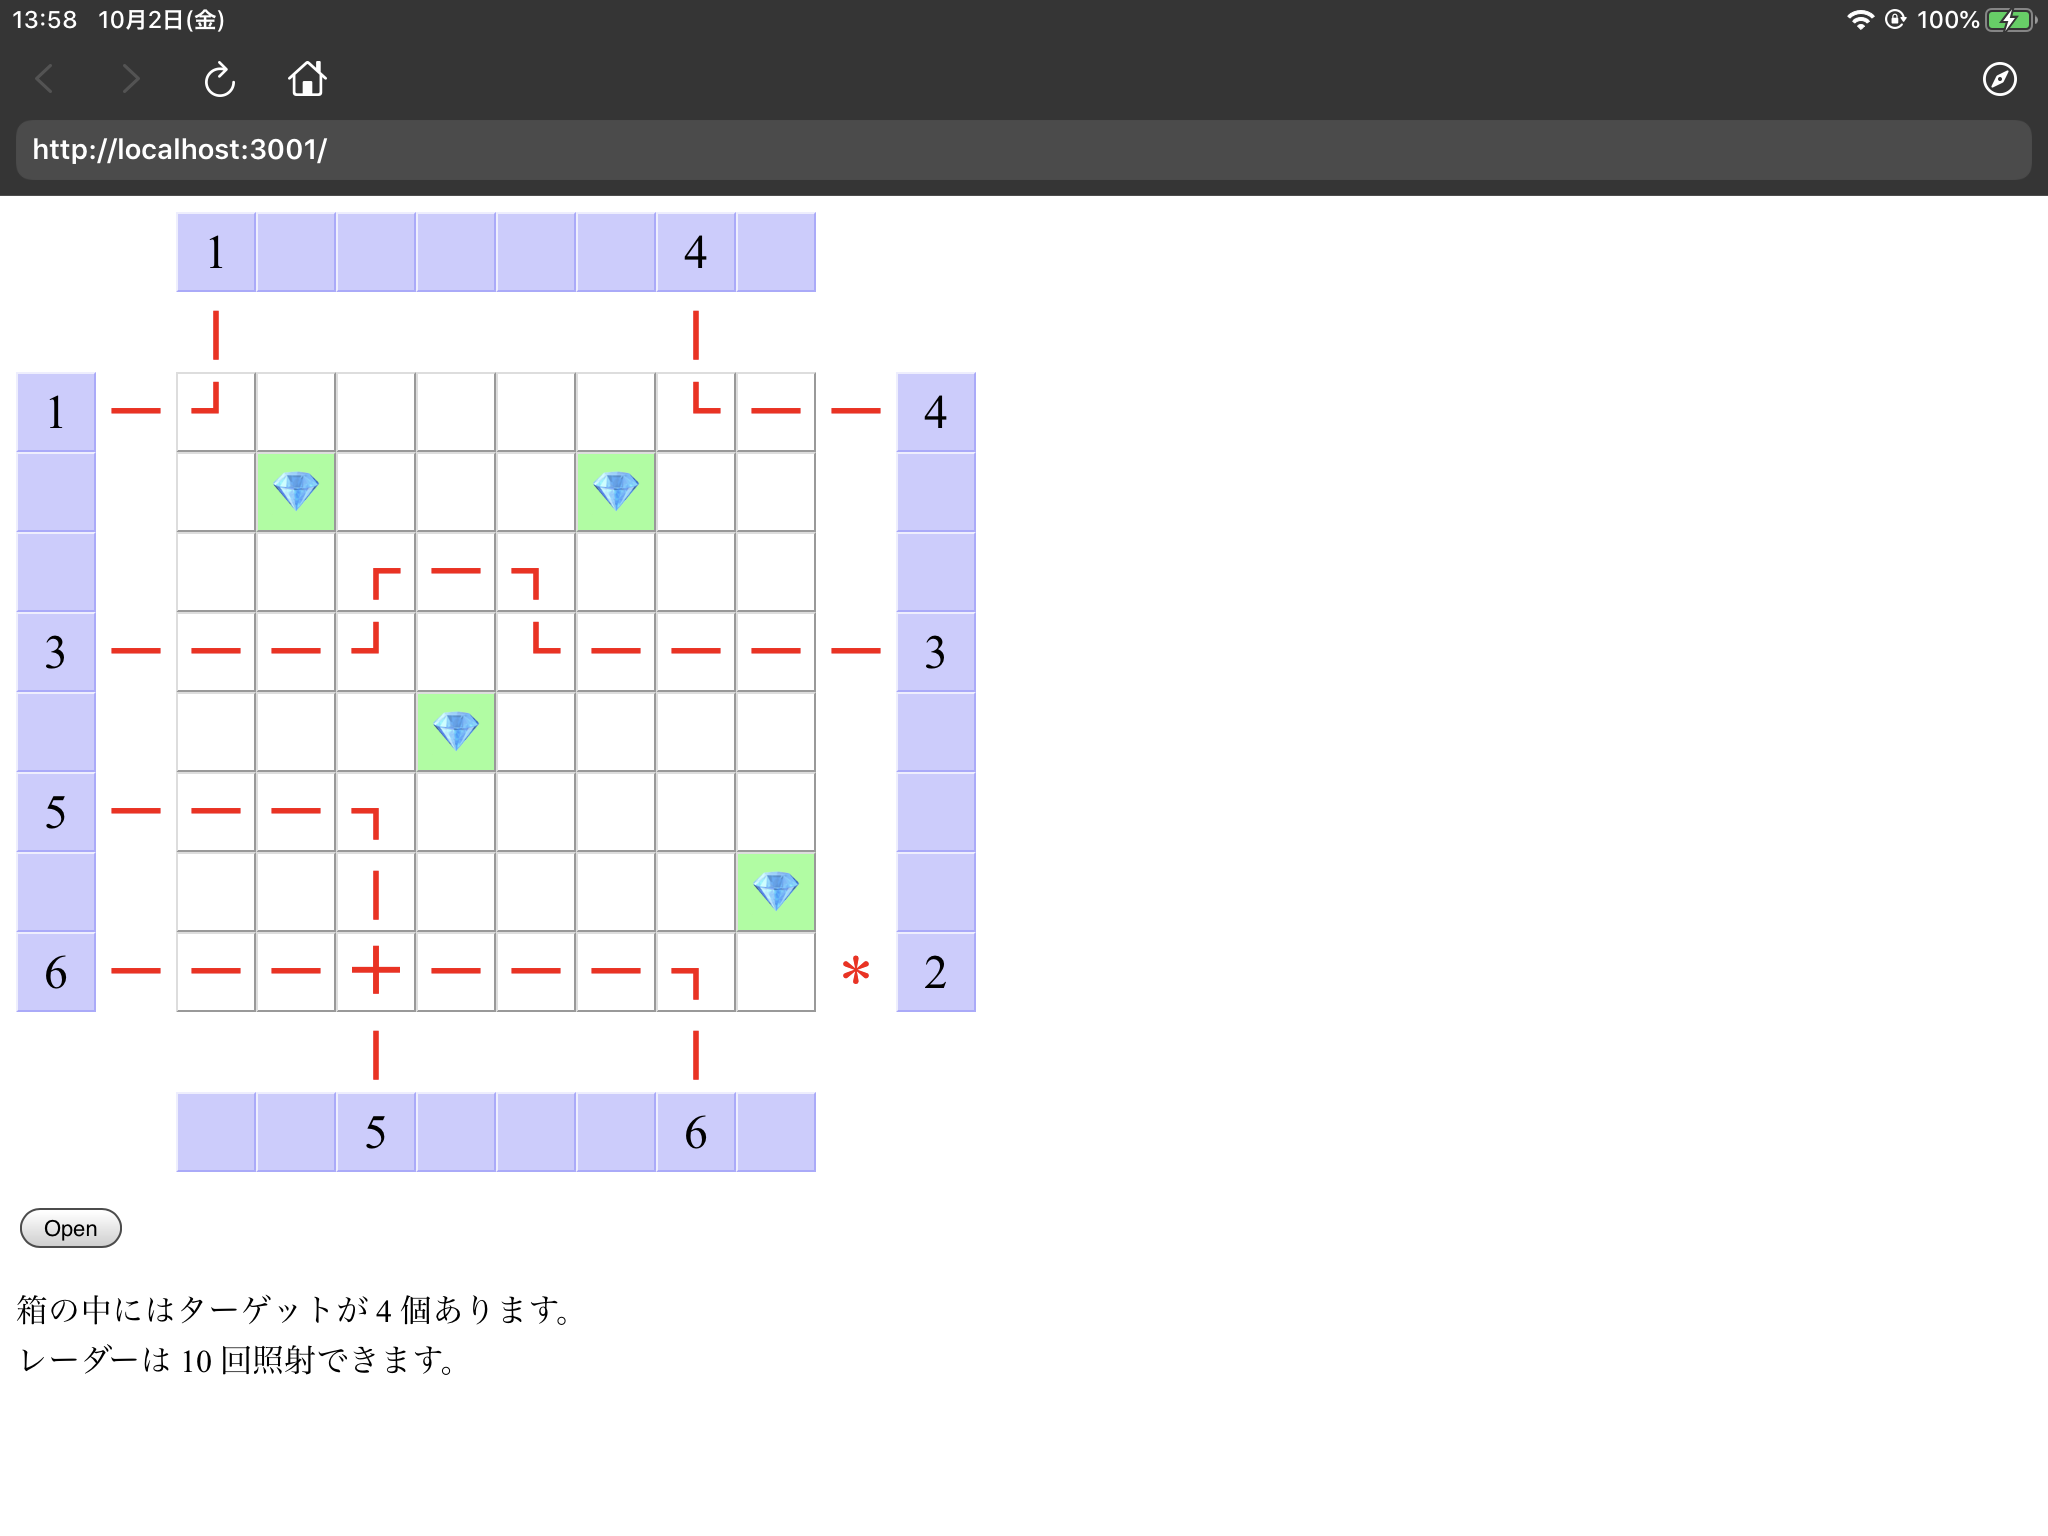 13:58 10月2日(金) 100%
http://localhost:3001/
1 4
1 4
3 3
5
6 * 2
5 6
Open
箱の中にはターゲットが 4 個あります。
レーダーは 10 回照射できます。